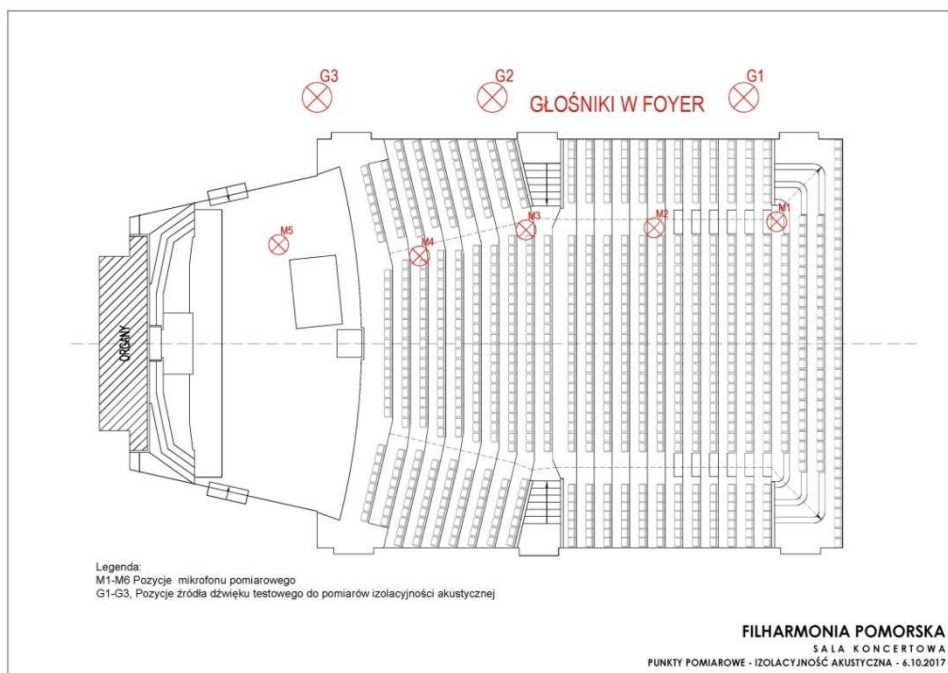 G3
G2
G1
GŁOŚNIKI W FOYER
M1
M2
M3
M5
M4
ORGANY
Legenda:
M1-M6 Pozycje mikrofonu pomiarowego
G1-G3, Pozycje źródła dźwięku testowego do pomiarów izolacyjności akustycznej
FILHARMONIA POMORSKA
SALA KONCERTOWA
PUNKTY POMIAROWE - IZOLACYJNOŚĆ AKUSTYCZNA - 6.10.2017